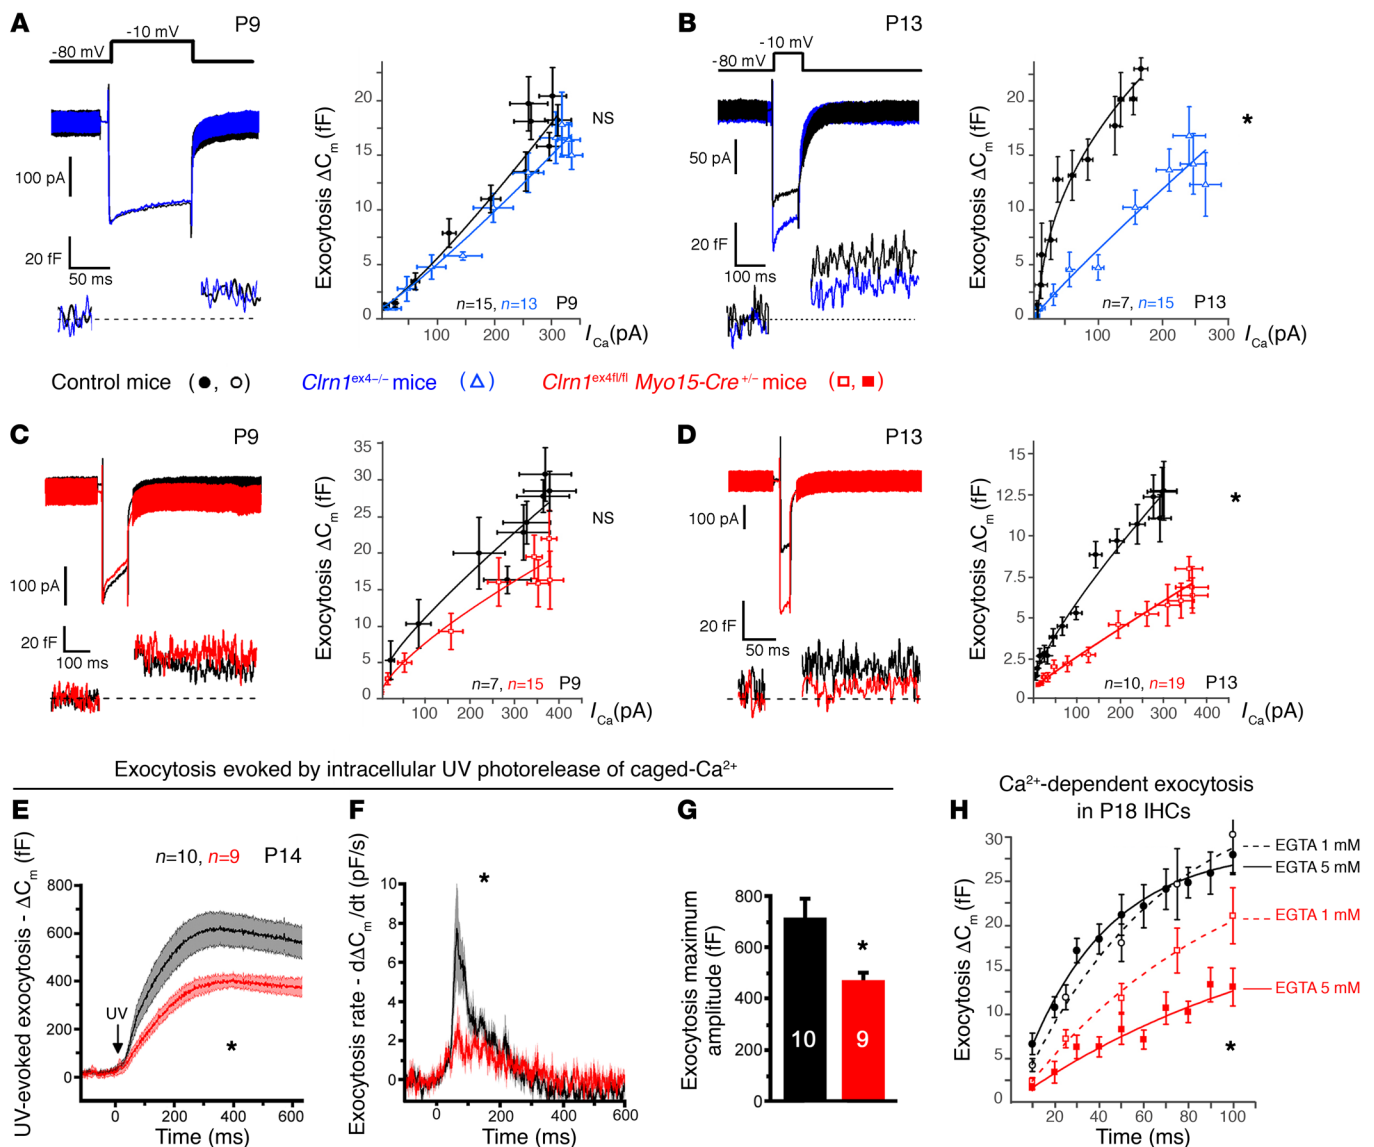 A
P9
-10 mV
-80 mV
100 pA
20 fF
50 ms
Exocytosis ΔCm (fF)
20
15
10
5
0
100
200
300
ICa(pA)
NS
n=15, n=13
P9
B
P13
-10 mV
-80 mV
50 pA
20 fF
100 ms
Exocytosis ΔCm (fF)
20
15
10
5
0
100
200
300
ICa(pA)
*
n=7, n=15
P13
Control mice (●, ○)
Clrn1ex4–/– mice (△)
Clrn1ex4fl/fl Myo15-Cre+/– mice (□, ■)
C
P9
100 pA
20 fF
100 ms
Exocytosis ΔCm (fF)
35
30
25
20
15
10
5
0
100
200
300
400
ICa(pA)
NS
n=7, n=15
P9
D
P13
100 pA
20 fF
50 ms
Exocytosis ΔCm (fF)
15
12.5
10
7.5
5
2.5
0
100
200
300
400
ICa(pA)
*
n=10, n=19
P13
Exocytosis evoked by intracellular UV photorelease of caged-Ca2+
E
n=10, n=9
P14
UV-evoked exocytosis - ΔCm (fF)
800
600
400
200
0
UV
*
0
200
400
600
Time (ms)
F
Exocytosis rate - dΔCm/dt (pF/s)
10
8
6
4
2
0
*
0
200
400
600
Time (ms)
G
Exocytosis maximum
amplitude (fF)
800
600
400
200
0
*
10
9
Ca2+-dependent exocytosis
in P18 IHCs
H
Exocytosis ΔCm (fF)
30
25
20
15
10
5
0
EGTA 1 mM
EGTA 5 mM
EGTA 1 mM
EGTA 5 mM
*
20
40
60
80
100
Time (ms)